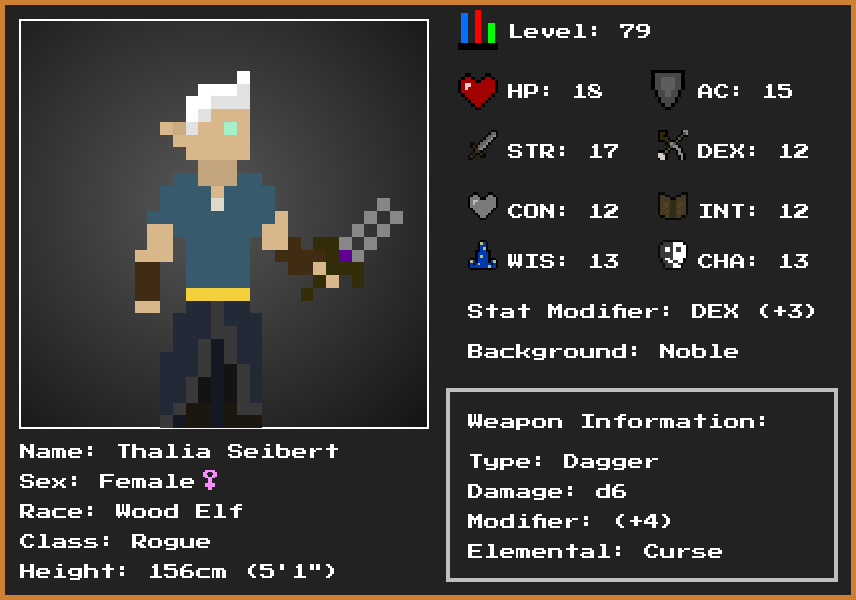 Level: 79
HP: 18
AC: 15
STR: 17
DEX: 12
CON: 12
INT: 12
WIS: 13
CHA: 13
Stat Modifier: DEX (+3)
Background: Noble
Weapon Information:
Type: Dagger
Damage: d6
Modifier: (+4)
Elemental: Curse
Name: Thalia Seibert
Sex: Female♀
Race: Wood Elf
Class: Rogue
Height: 156cm (5'1")